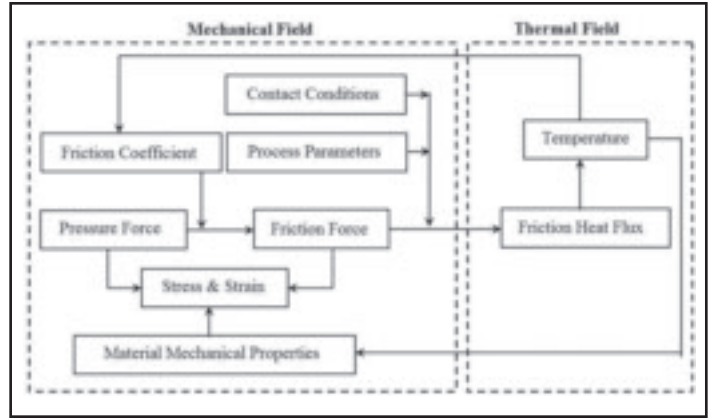 Mechanical Field
Thermal Field
Contact Conditions
Friction Coefficient
Process Parameters
Temperature
Pressure Force
Friction Force
Friction Heat Flux
Stress & Strain
Material Mechanical Properties